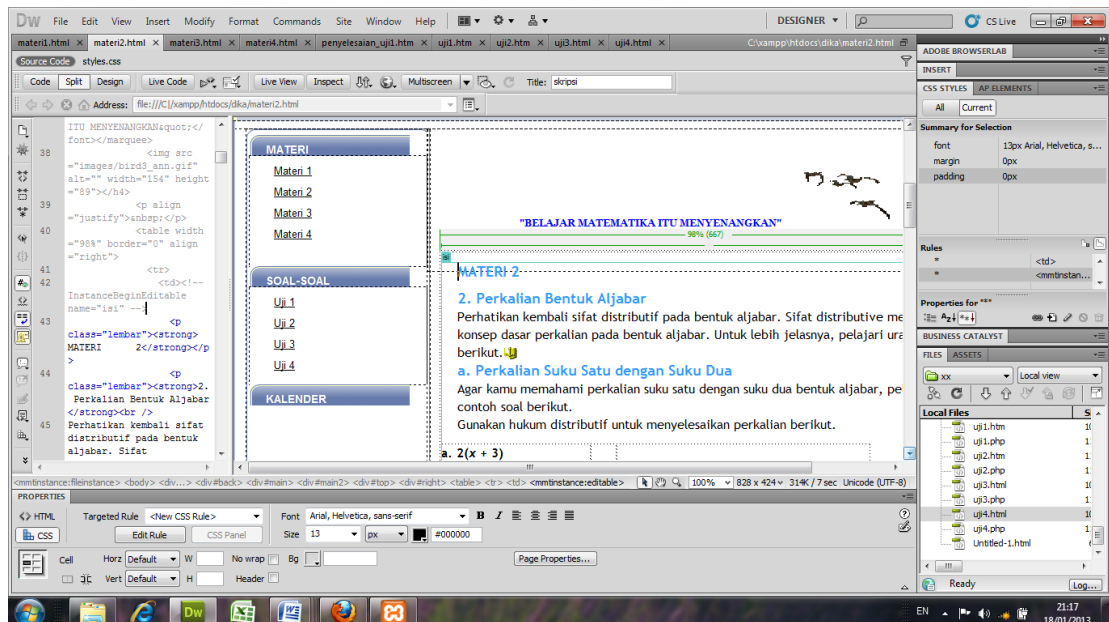 DW File Edit View Insert Modify Format Commands Site Window Help DESIGNER CS Live
materi1.html × materi2.html × materi3.html × materi4.html × penyelesaian_uji1.htm × uji1.htm × uji2.htm × uji3.html × uji4.html × C:\xampp\htdocs\dika\materi2.html
Source Code styles.css
Code Split Design Live Code Live View Inspect Multiscreen Title: skripsi
Address: file:///C|/xampp/htdocs/dika/materi2.html
ITU MENYENANGKAN&quot;</
font></marquee>
38 <img src
="images/bird3_ann.gif"
alt="" width="154" height
="89"></h4>
39 <p align
="justify">&nbsp;</p>
40 <table width
="98%" border="0" align
="right">
41 <tr>
42 <td><!--
InstanceBeginEditable
name="isi" -->
43 <p
class="lembar"><strong>
MATERI 2</strong></p
>
44 <p
class="lembar"><strong>2.
Perkalian Bentuk Aljabar
</strong><br />
45 Perhatikan kembali sifat
distributif pada bentuk
aljabar. Sifat
MATERI
Materi 1
Materi 2
Materi 3
Materi 4
SOAL-SOAL
Uji 1
Uji 2
Uji 3
Uji 4
KALENDER
"BELAJAR MATEMATIKA ITU MENYENANGKAN"
98% (667)
isi
MATERI 2
2. Perkalian Bentuk Aljabar
Perhatikan kembali sifat distributif pada bentuk aljabar. Sifat distributive me
konsep dasar perkalian pada bentuk aljabar. Untuk lebih jelasnya, pelajari ura
berikut.
a. Perkalian Suku Satu dengan Suku Dua
Agar kamu memahami perkalian suku satu dengan suku dua bentuk aljabar, pe
contoh soal berikut.
Gunakan hukum distributif untuk menyelesaikan perkalian berikut.
a. 2(x + 3)
<mmtinstance:fileinstance> <body> <div...> <div#back> <div#main> <div#main2> <div#top> <div#right> <table> <tr> <td> <mmtinstance:editable> 100% 828 x 424 314K / 7 sec Unicode (UTF-8)
PROPERTIES
<> HTML Targeted Rule <New CSS Rule> Font Arial, Helvetica, sans-serif B I
CSS Edit Rule CSS Panel Size 13 px #000000
Cell Horz Default W No wrap Bg Page Properties...
Vert Default H Header
ADOBE BROWSERLAB
INSERT
CSS STYLES AP ELEMENTS
All Current
Summary for Selection
font 13px Arial, Helvetica, s...
margin 0px
padding 0px
Rules
* <td>
* <mmtinstan...
Properties for "*"
BUSINESS CATALYST
FILES ASSETS
xx Local view
Local Files
uji1.htm
uji1.php
uji2.htm
uji2.php
uji3.html
uji3.php
uji4.html
uji4.php
Untitled-1.html
Ready Log...
EN 21:17
18/01/2013